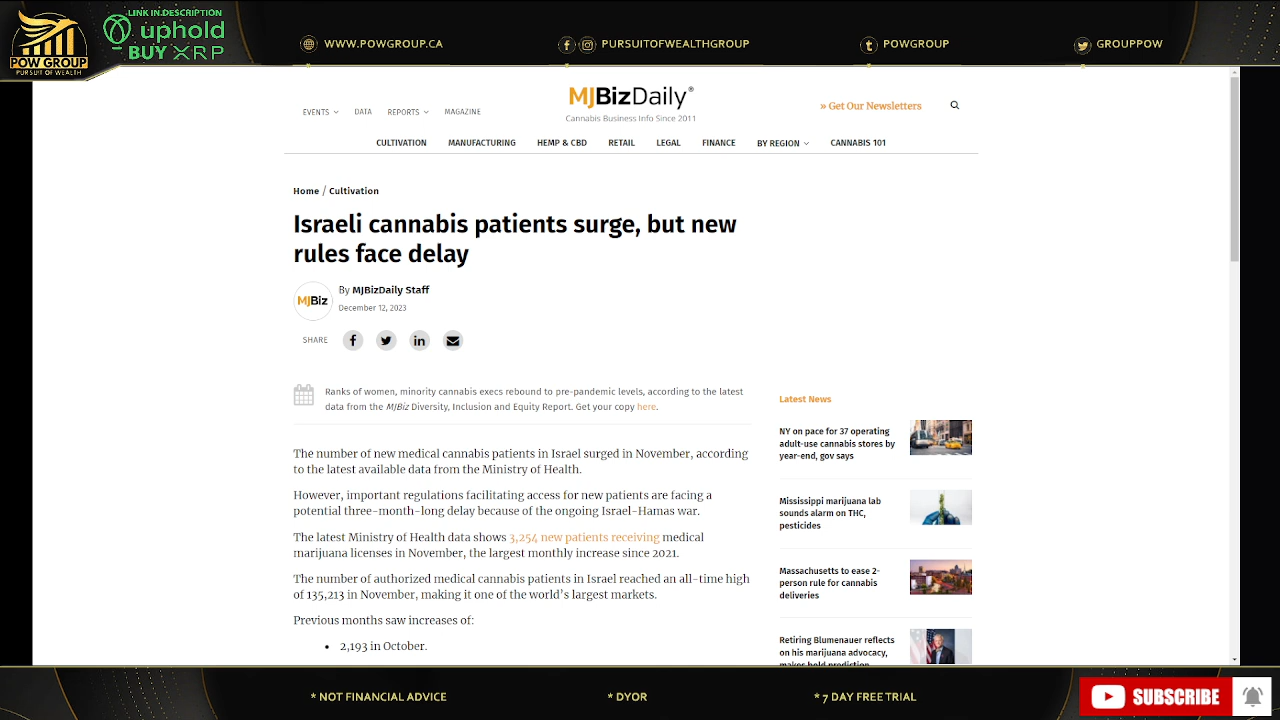 LINK IN DESCRIPTION
uphold
BUY XRP
POW GROUP
PURSUIT OF WEALTH
WWW.POWGROUP.CA
PURSUITOFWEALTHGROUP
POWGROUP
GROUPPOW
MJBizDaily®
Cannabis Business Info Since 2011
» Get Our Newsletters
EVENTS DATA REPORTS MAGAZINE
CULTIVATION MANUFACTURING HEMP & CBD RETAIL LEGAL FINANCE BY REGION CANNABIS 101
Home / Cultivation
Israeli cannabis patients surge, but new
rules face delay
MJBiz
By MJBizDaily Staff
December 12, 2023
SHARE
Ranks of women, minority cannabis execs rebound to pre-pandemic levels, according to the latest
data from the MJBiz Diversity, Inclusion and Equity Report. Get your copy here.
The number of new medical cannabis patients in Israel surged in November, according
to the latest available data from the Ministry of Health.
However, important regulations facilitating access for new patients are facing a
potential three-month-long delay because of the ongoing Israel-Hamas war.
The latest Ministry of Health data shows 3,254 new patients receiving medical
marijuana licenses in November, the largest monthly increase since 2021.
The number of authorized medical cannabis patients in Israel reached an all-time high
of 135,213 in November, making it one of the world's largest markets.
Previous months saw increases of:
• 2,193 in October.
Latest News
NY on pace for 37 operating
adult-use cannabis stores by
year-end, gov says
Mississippi marijuana lab
sounds alarm on THC,
pesticides
Massachusetts to ease 2-
person rule for cannabis
deliveries
Retiring Blumenauer reflects
on his marijuana advocacy,
makes bold prediction
* NOT FINANCIAL ADVICE
* DYOR
* 7 DAY FREE TRIAL
SUBSCRIBE